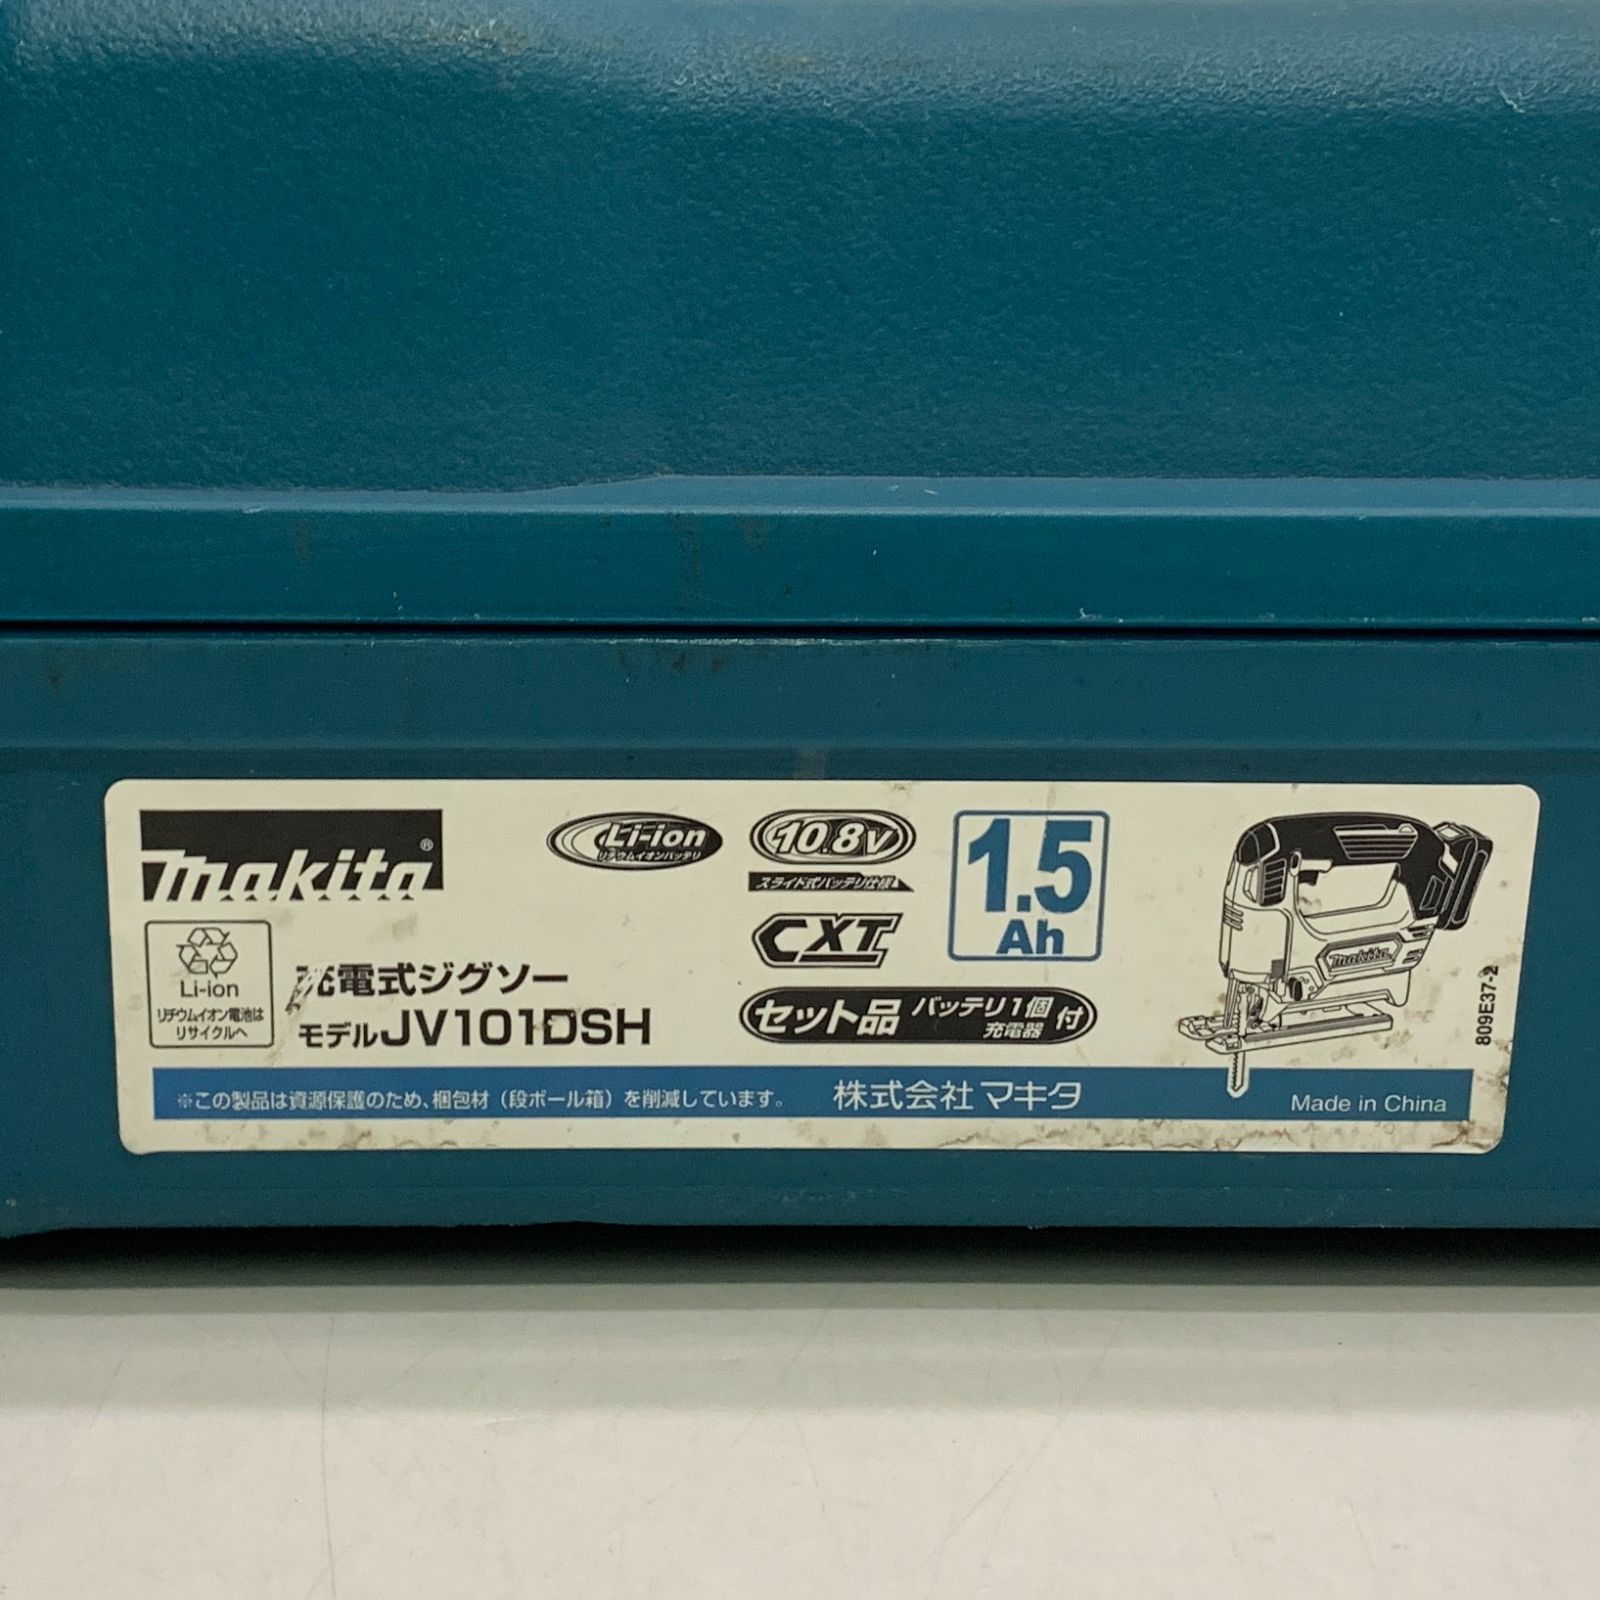 makita®
Li-ion
リチウムイオンバッテリ
10.8V
スライド式バッテリ仕様
CXT
1.5
Ah
Li-ion
リチウムイオン電池は
リサイクルへ
充電式ジグソー
モデルJV101DSH
セット品 バッテリ1個 充電器 付
makita
809E37-2
※この製品は資源保護のため、梱包材（段ボール箱）を削減しています。 株式会社マキタ
Made in China